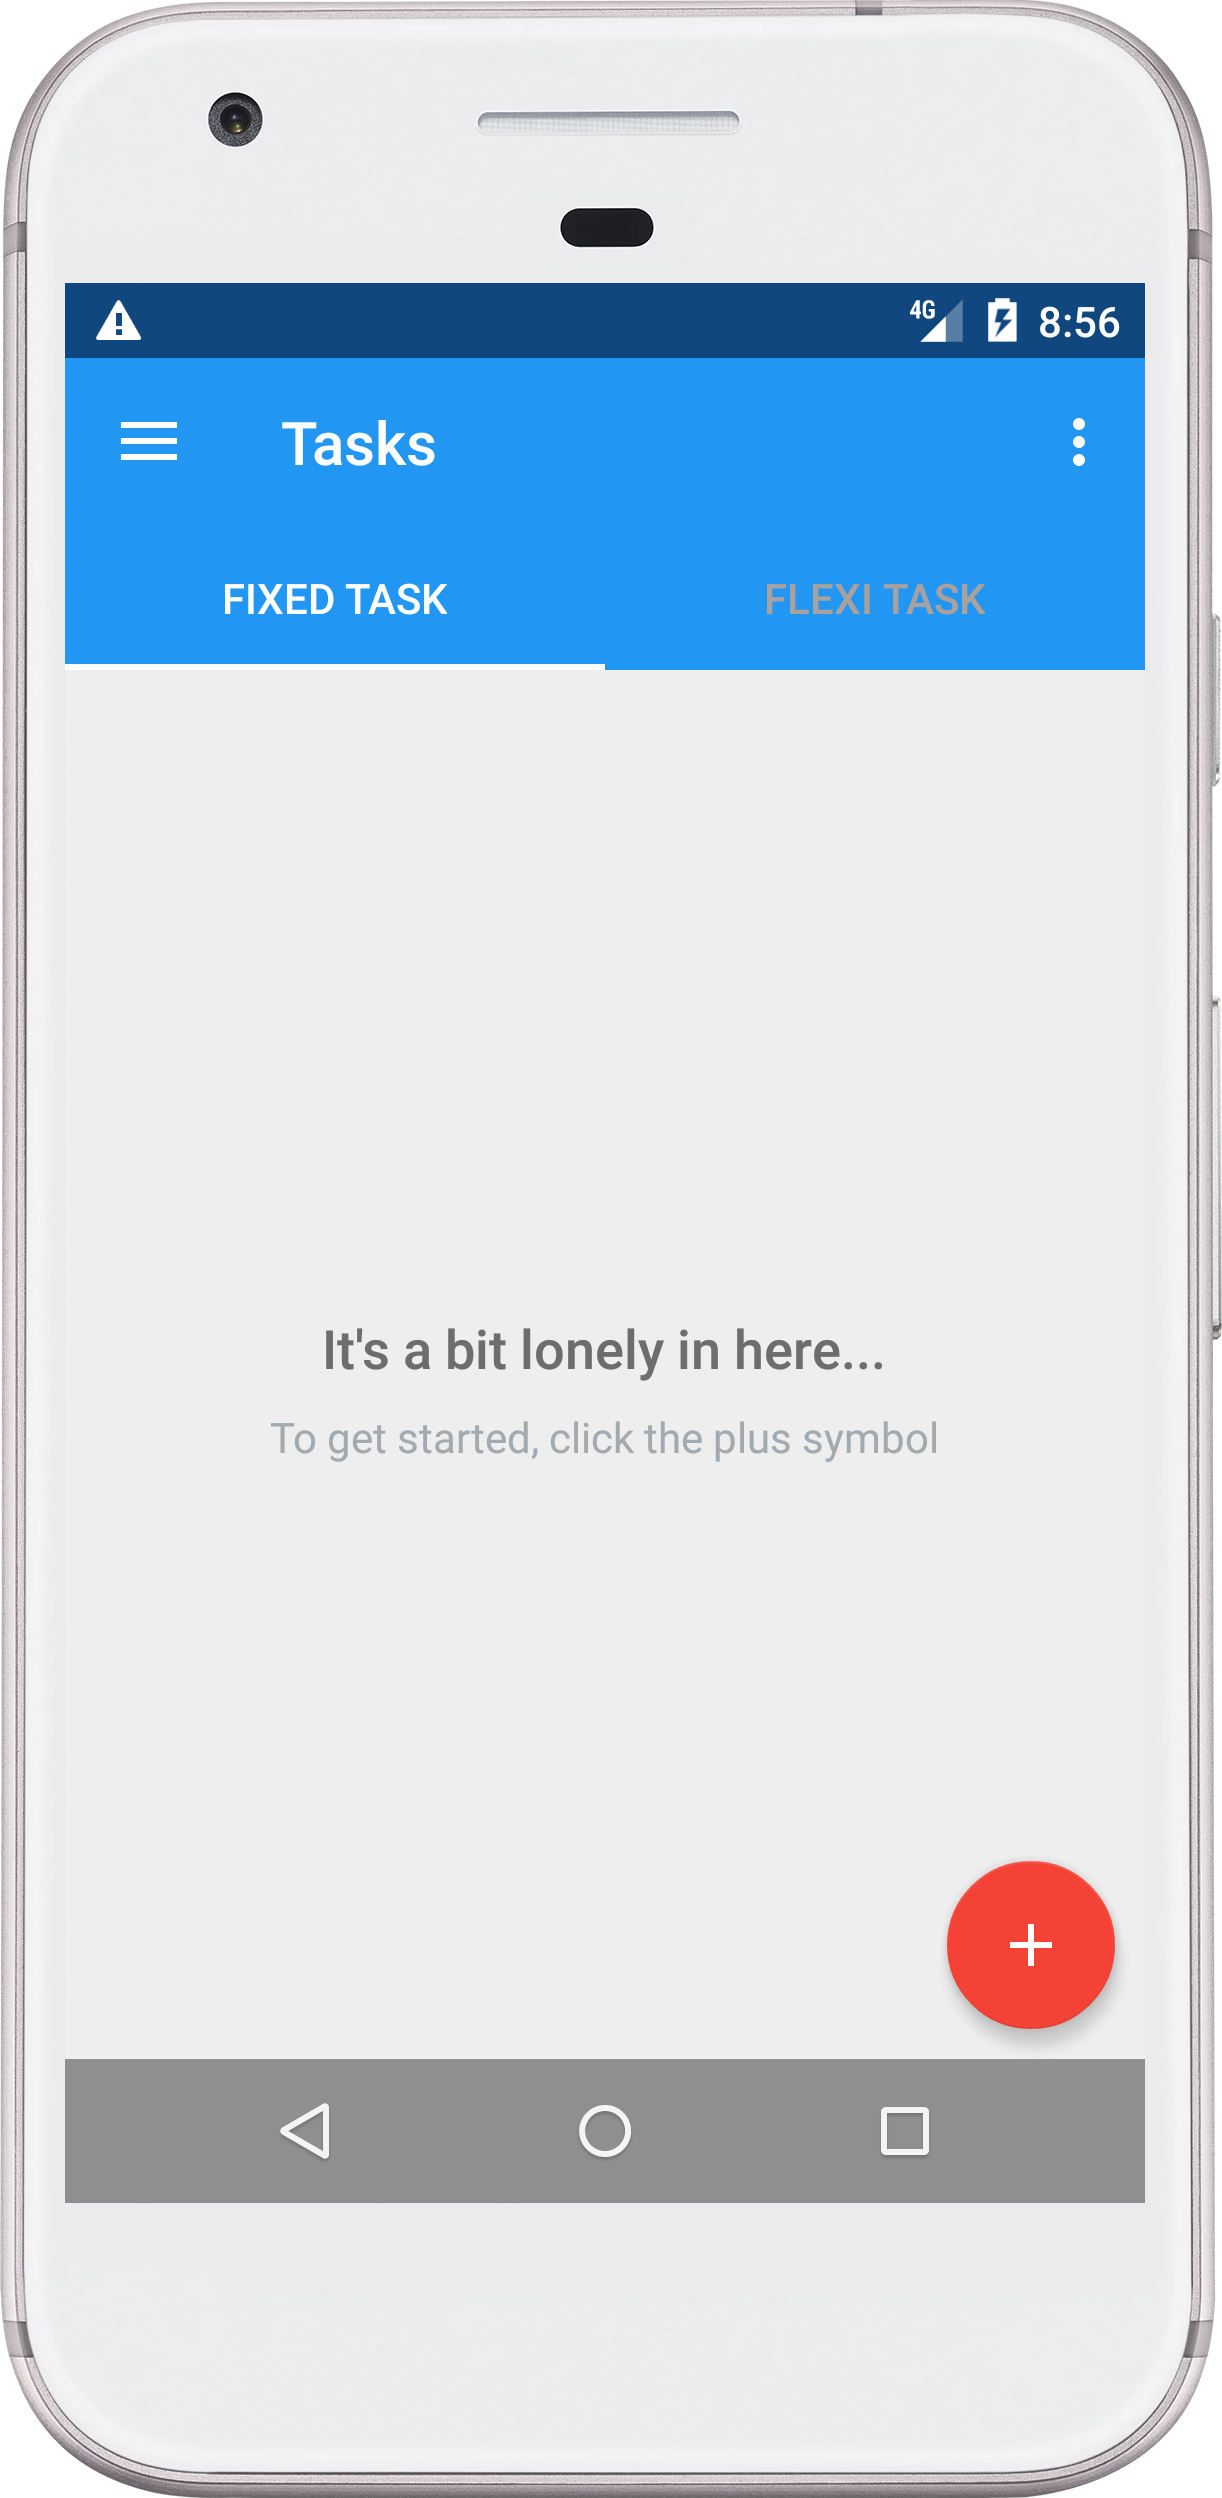 4G 8:56
Tasks
FIXED TASK FLEXI TASK
It's a bit lonely in here...
To get started, click the plus symbol